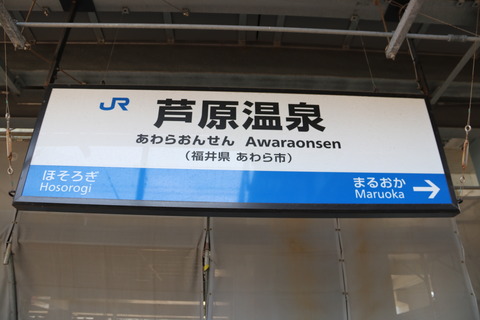 JR 芦原温泉
あわらおんせん Awaraonsen
(福井県 あわら市)
ほそろぎ まるおか →
Hosorogi Maruoka